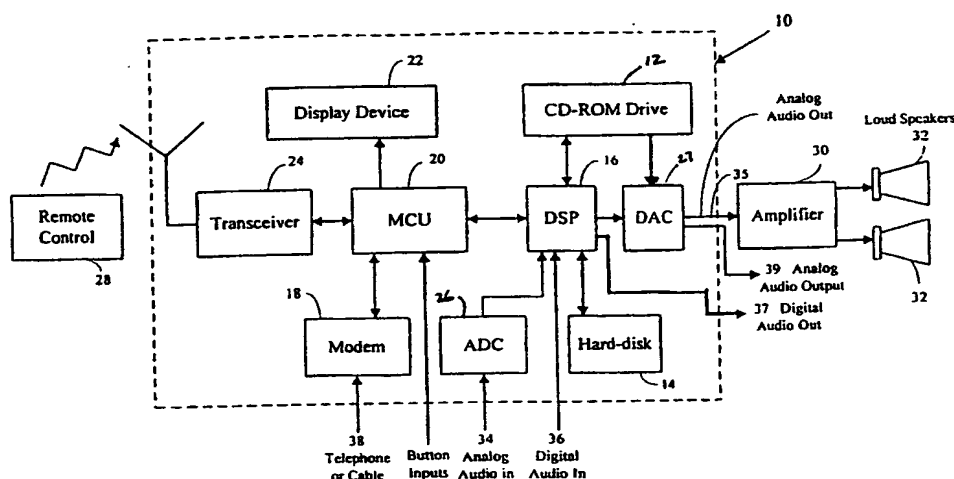 10
22
Display Device
12
CD-ROM Drive
Analog
Audio Out
Loud Speakers
32
24
Transceiver
20
MCU
16
DSP
27
DAC
35
30
Amplifier
Remote
Control
28
32
39 Analog
Audio Output
37 Digital
Audio Out
18
Modem
26
ADC
Hard-disk
14
38
Telephone
or Cable
Button
Inputs
34
Analog
Audio in
36
Digital
Audio In